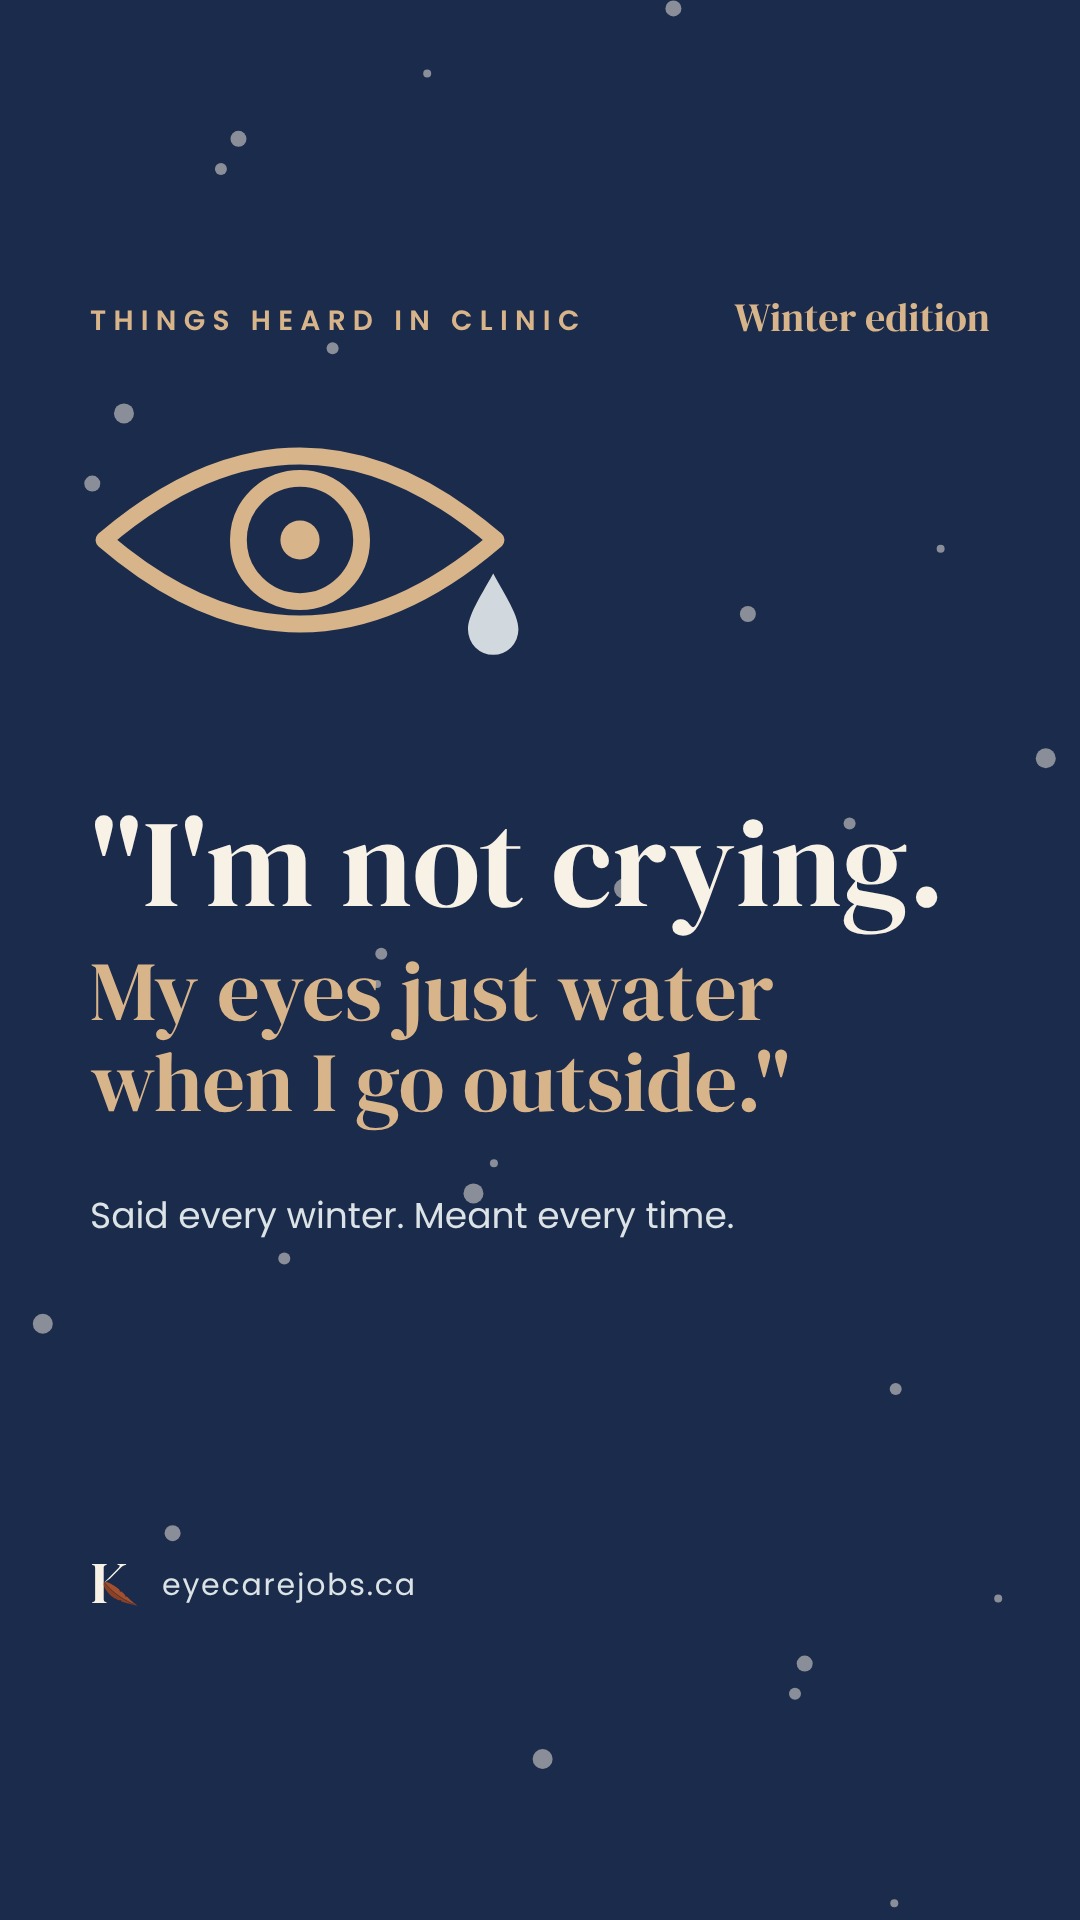 THINGS HEARD IN CLINIC
Winter edition
"I'm not crying.
My eyes just water
when I go outside."
Said every winter. Meant every time.
K eyecarejobs.ca